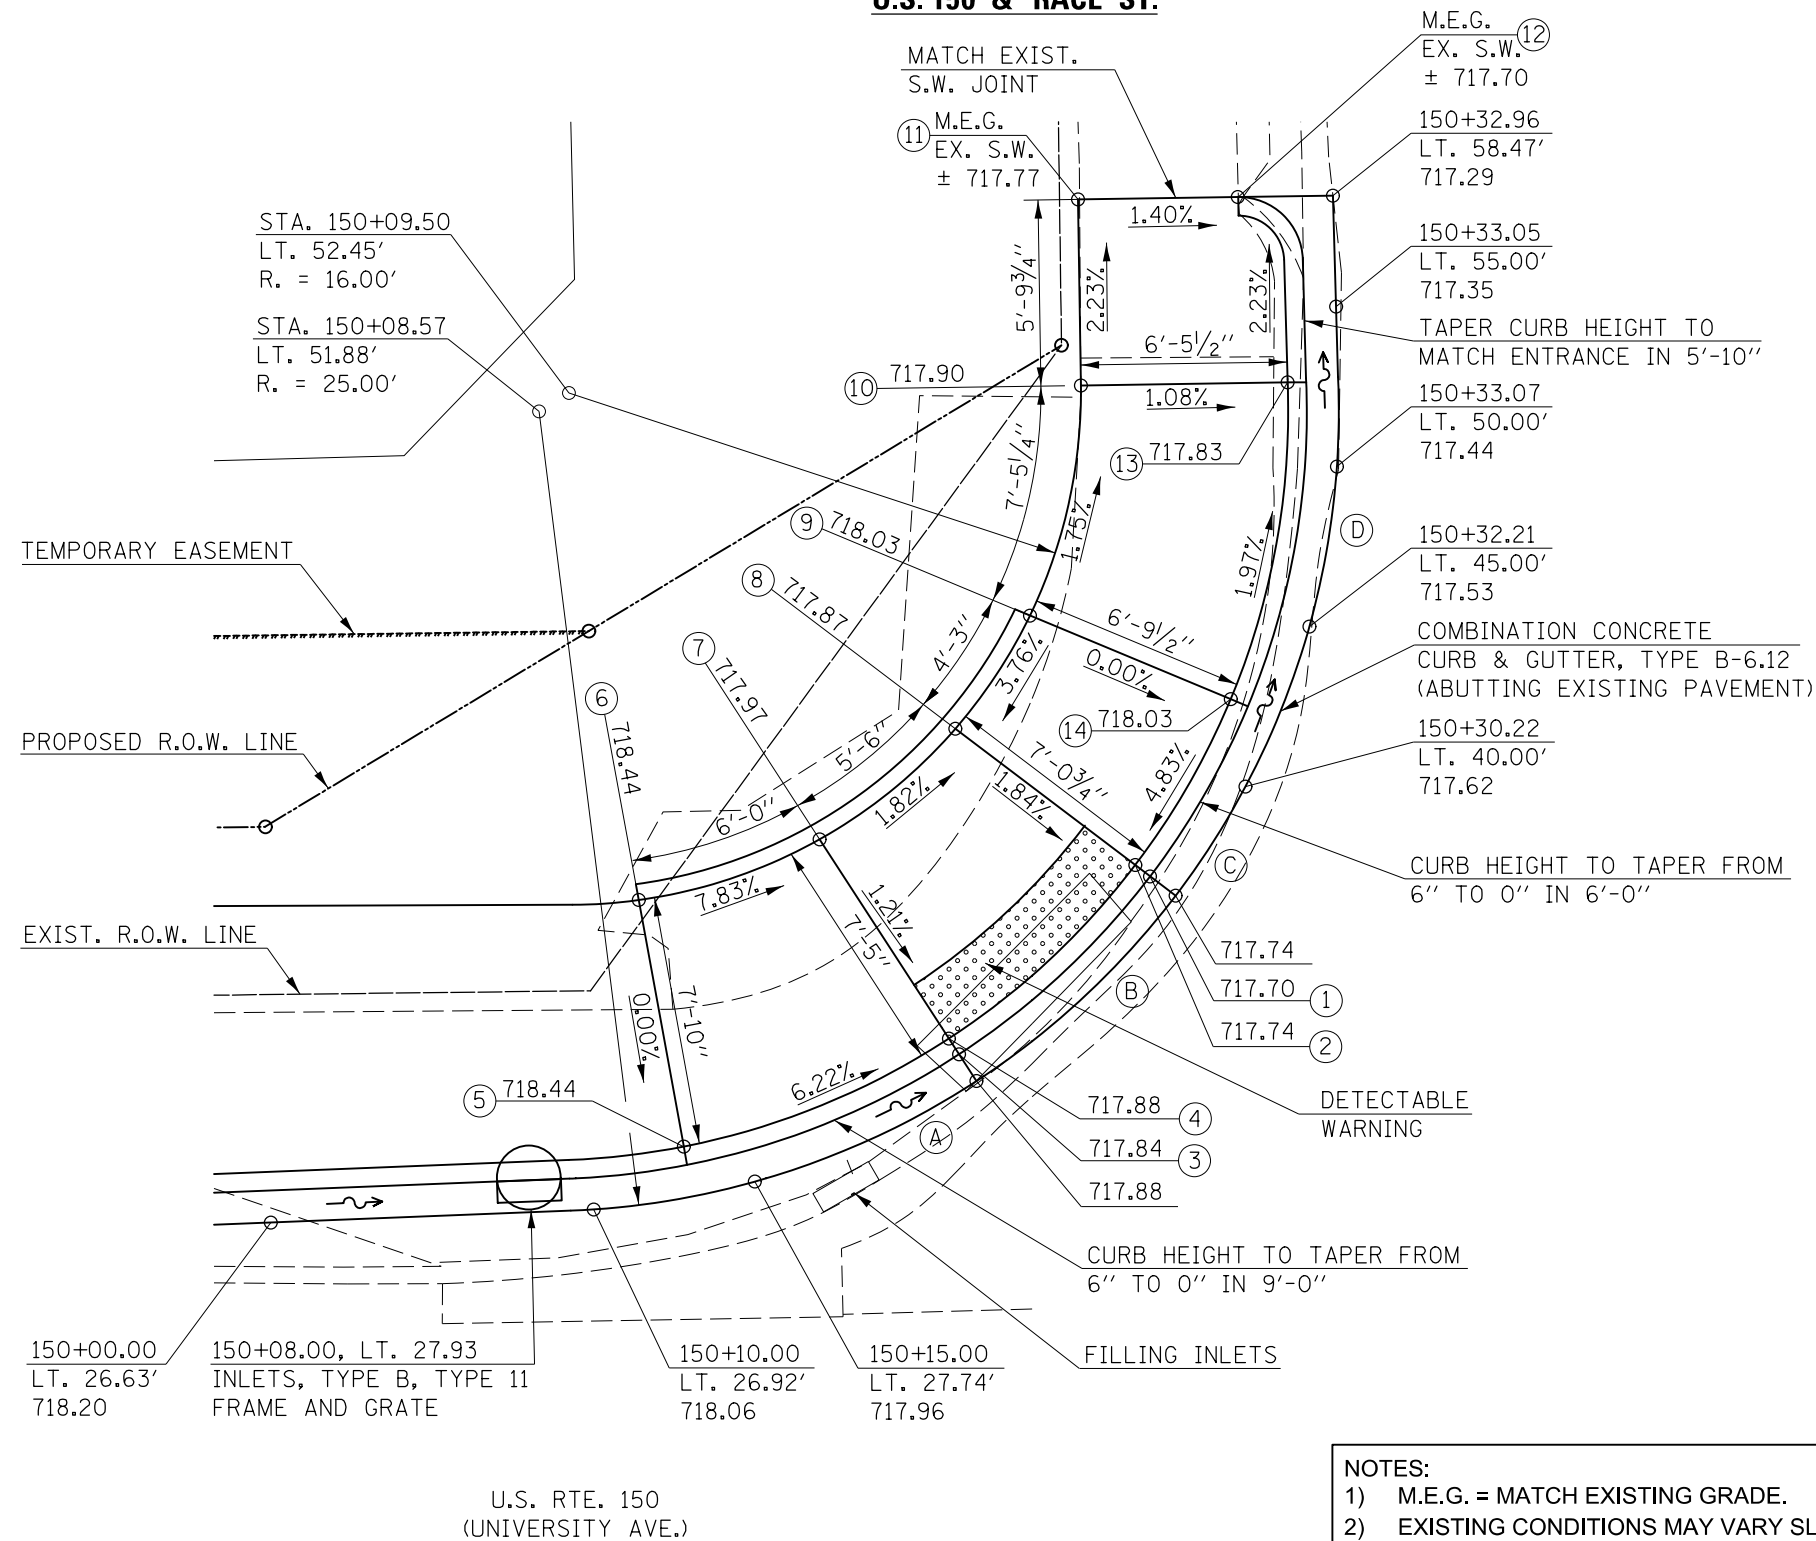 U.S. 150 & RACE ST.
M.E.G.
EX. S.W.
± 717.70
12
MATCH EXIST.
S.W. JOINT
11
M.E.G.
EX. S.W.
± 717.77
150+32.96
LT. 58.47'
717.29
STA. 150+09.50
LT. 52.45'
R. = 16.00'
1.40%
2.23%
2.23%
5'-9¾"
150+33.05
LT. 55.00'
717.35
STA. 150+08.57
LT. 51.88'
R. = 25.00'
TAPER CURB HEIGHT TO
MATCH ENTRANCE IN 5'-10"
6'-5½"
10
717.90
1.08%
150+33.07
LT. 50.00'
717.44
13
717.83
7'-5¼"
1.75%
9
718.03
D
1.97%
150+32.21
LT. 45.00'
717.53
TEMPORARY EASEMENT
8
717.87
6'-9½"
0.00%
COMBINATION CONCRETE
CURB & GUTTER, TYPE B-6.12
(ABUTTING EXISTING PAVEMENT)
7
717.97
4'-3"
3.76%
6
718.44
14
718.03
150+30.22
LT. 40.00'
717.62
PROPOSED R.O.W. LINE
5'-6"
7'-0¾"
4.83%
6'-0"
1.82%
1.84%
C
CURB HEIGHT TO TAPER FROM
6" TO 0" IN 6'-0"
7.83%
1.21%
7'-5"
EXIST. R.O.W. LINE
717.74
717.70
1
717.74
2
B
0.00%
7'-10"
6.22%
5
718.44
DETECTABLE
WARNING
717.88
4
717.84
3
717.88
A
CURB HEIGHT TO TAPER FROM
6" TO 0" IN 9'-0"
FILLING INLETS
150+00.00
LT. 26.63'
718.20
150+08.00, LT. 27.93
INLETS, TYPE B, TYPE 11
FRAME AND GRATE
150+10.00
LT. 26.92'
718.06
150+15.00
LT. 27.74'
717.96
U.S. RTE. 150
(UNIVERSITY AVE.)
NOTES:
1) M.E.G. = MATCH EXISTING GRADE.
2) EXISTING CONDITIONS MAY VARY SL